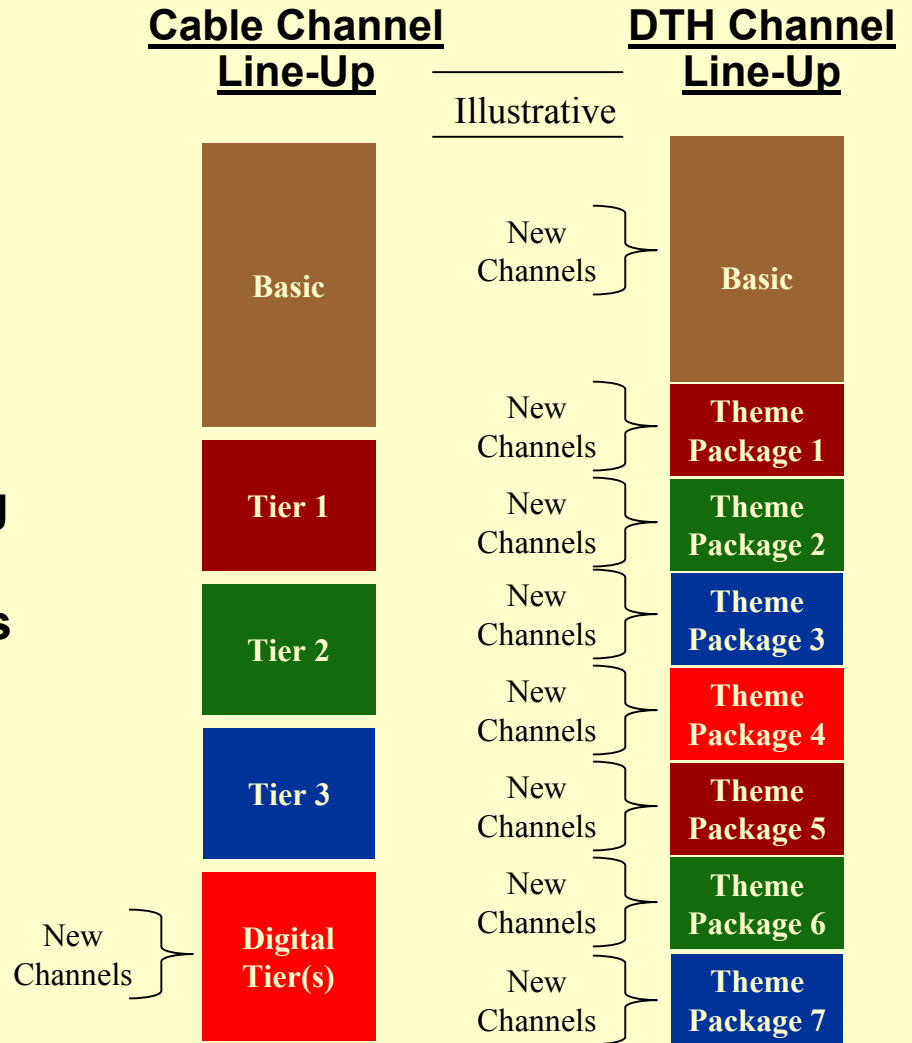 Cable Channel
Line-Up
DTH Channel
Line-Up
Illustrative
Basic
Tier 1
Tier 2
Tier 3
Digital
Tier(s)
New
Channels
g
s
New
Channels
Basic
New
Channels
Theme
Package 1
New
Channels
Theme
Package 2
New
Channels
Theme
Package 3
New
Channels
Theme
Package 4
New
Channels
Theme
Package 5
New
Channels
Theme
Package 6
New
Channels
Theme
Package 7